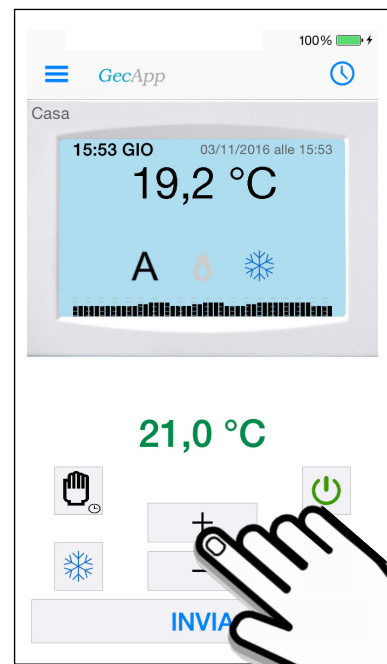 100%
GecApp
Casa
15:53 GIO 03/11/2016 alle 15:53
19,2 °C
A
21,0 °C
+
−
INVIA